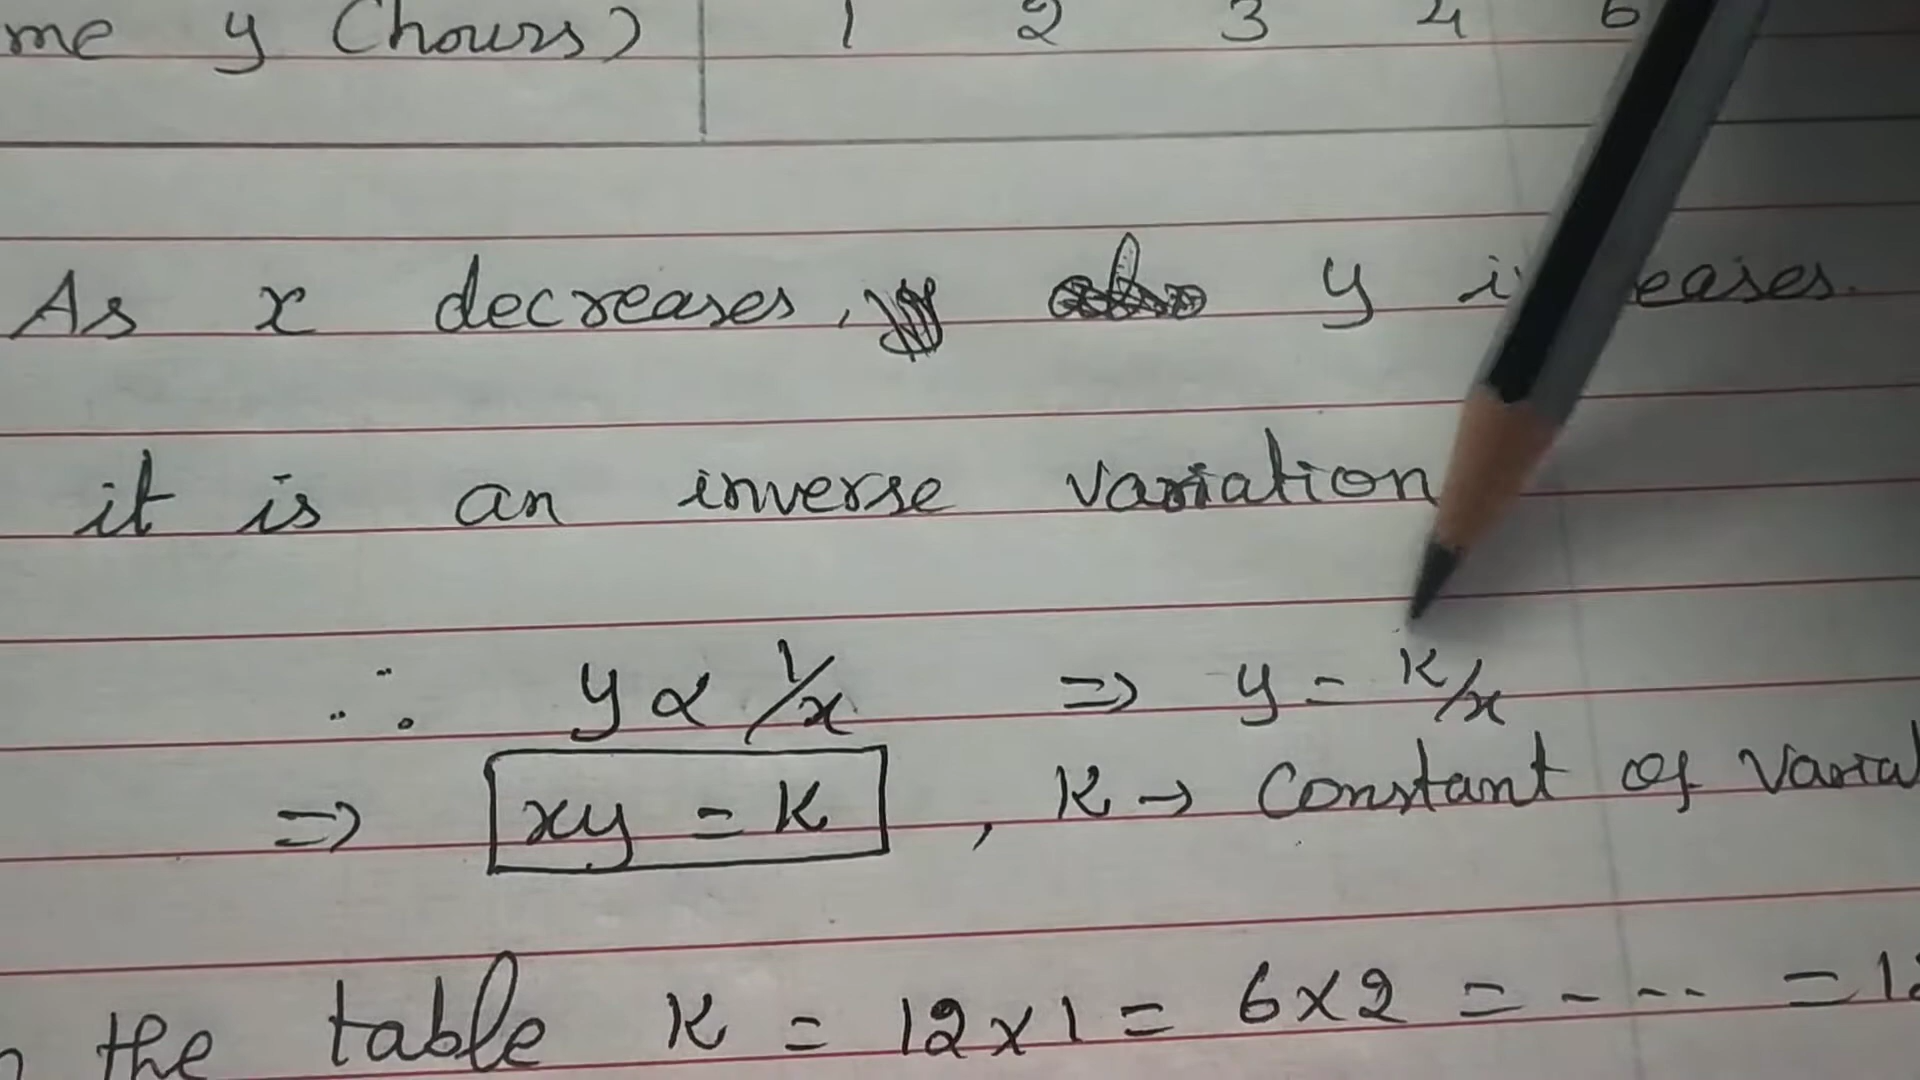 me y (hours) 1 2 3 4 6
As x decreases, y
it is an inverse variation
∴ y ∝ 1/x ⇒ y = K/x
⇒ xy = K , K → Constant of
the table K = 12×1 = 6×2 = ---- =